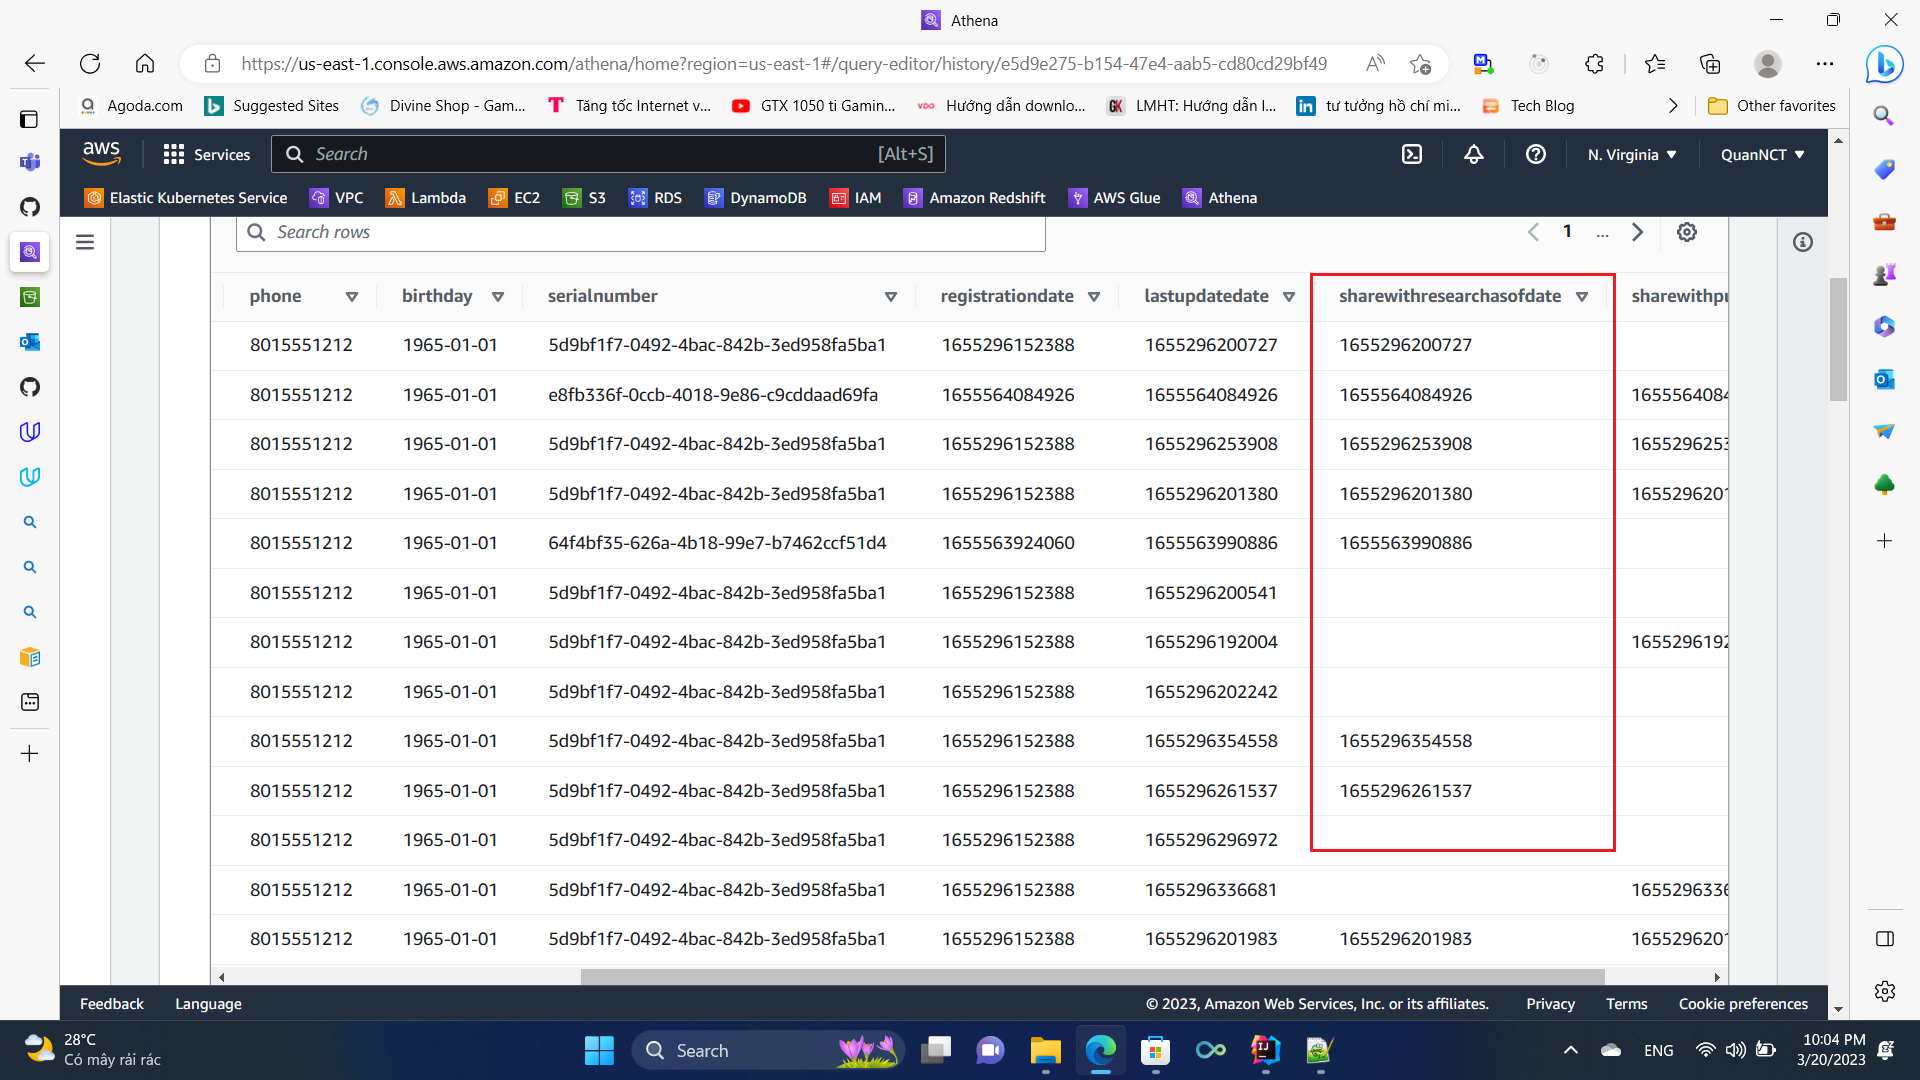 Athena
https://us-east-1.console.aws.amazon.com/athena/home?region=us-east-1#/query-editor/history/e5d9e275-b154-47e4-aab5-cd80cd29bf49
Agoda.com Suggested Sites Divine Shop - Gam... Tăng tốc Internet v... GTX 1050 ti Gamin... Hướng dẫn downlo... LMHT: Hướng dẫn l... tư tưởng hồ chí mi... Tech Blog Other favorites
aws Services Search [Alt+S] N. Virginia QuanNCT
Elastic Kubernetes Service VPC Lambda EC2 S3 RDS DynamoDB IAM Amazon Redshift AWS Glue Athena
Search rows 1 ...
phone birthday serialnumber registrationdate lastupdatedate sharewithresearchasofdate sharewithpu
8015551212 1965-01-01 5d9bf1f7-0492-4bac-842b-3ed958fa5ba1 1655296152388 1655296200727 1655296200727
8015551212 1965-01-01 e8fb336f-0ccb-4018-9e86-c9cddaad69fa 1655564084926 1655564084926 1655564084926 1655564084
8015551212 1965-01-01 5d9bf1f7-0492-4bac-842b-3ed958fa5ba1 1655296152388 1655296253908 1655296253908 1655296253
8015551212 1965-01-01 5d9bf1f7-0492-4bac-842b-3ed958fa5ba1 1655296152388 1655296201380 1655296201380 1655296201
8015551212 1965-01-01 64f4bf35-626a-4b18-99e7-b7462ccf51d4 1655563924060 1655563990886 1655563990886
8015551212 1965-01-01 5d9bf1f7-0492-4bac-842b-3ed958fa5ba1 1655296152388 1655296200541
8015551212 1965-01-01 5d9bf1f7-0492-4bac-842b-3ed958fa5ba1 1655296152388 1655296192004 1655296192
8015551212 1965-01-01 5d9bf1f7-0492-4bac-842b-3ed958fa5ba1 1655296152388 1655296202242
8015551212 1965-01-01 5d9bf1f7-0492-4bac-842b-3ed958fa5ba1 1655296152388 1655296354558 1655296354558
8015551212 1965-01-01 5d9bf1f7-0492-4bac-842b-3ed958fa5ba1 1655296152388 1655296261537 1655296261537
8015551212 1965-01-01 5d9bf1f7-0492-4bac-842b-3ed958fa5ba1 1655296152388 1655296296972
8015551212 1965-01-01 5d9bf1f7-0492-4bac-842b-3ed958fa5ba1 1655296152388 1655296336681 1655296336
8015551212 1965-01-01 5d9bf1f7-0492-4bac-842b-3ed958fa5ba1 1655296152388 1655296201983 1655296201983 1655296201
Feedback Language © 2023, Amazon Web Services, Inc. or its affiliates. Privacy Terms Cookie preferences
28°C
Có mây rải rác
Search
ENG
10:04 PM
3/20/2023